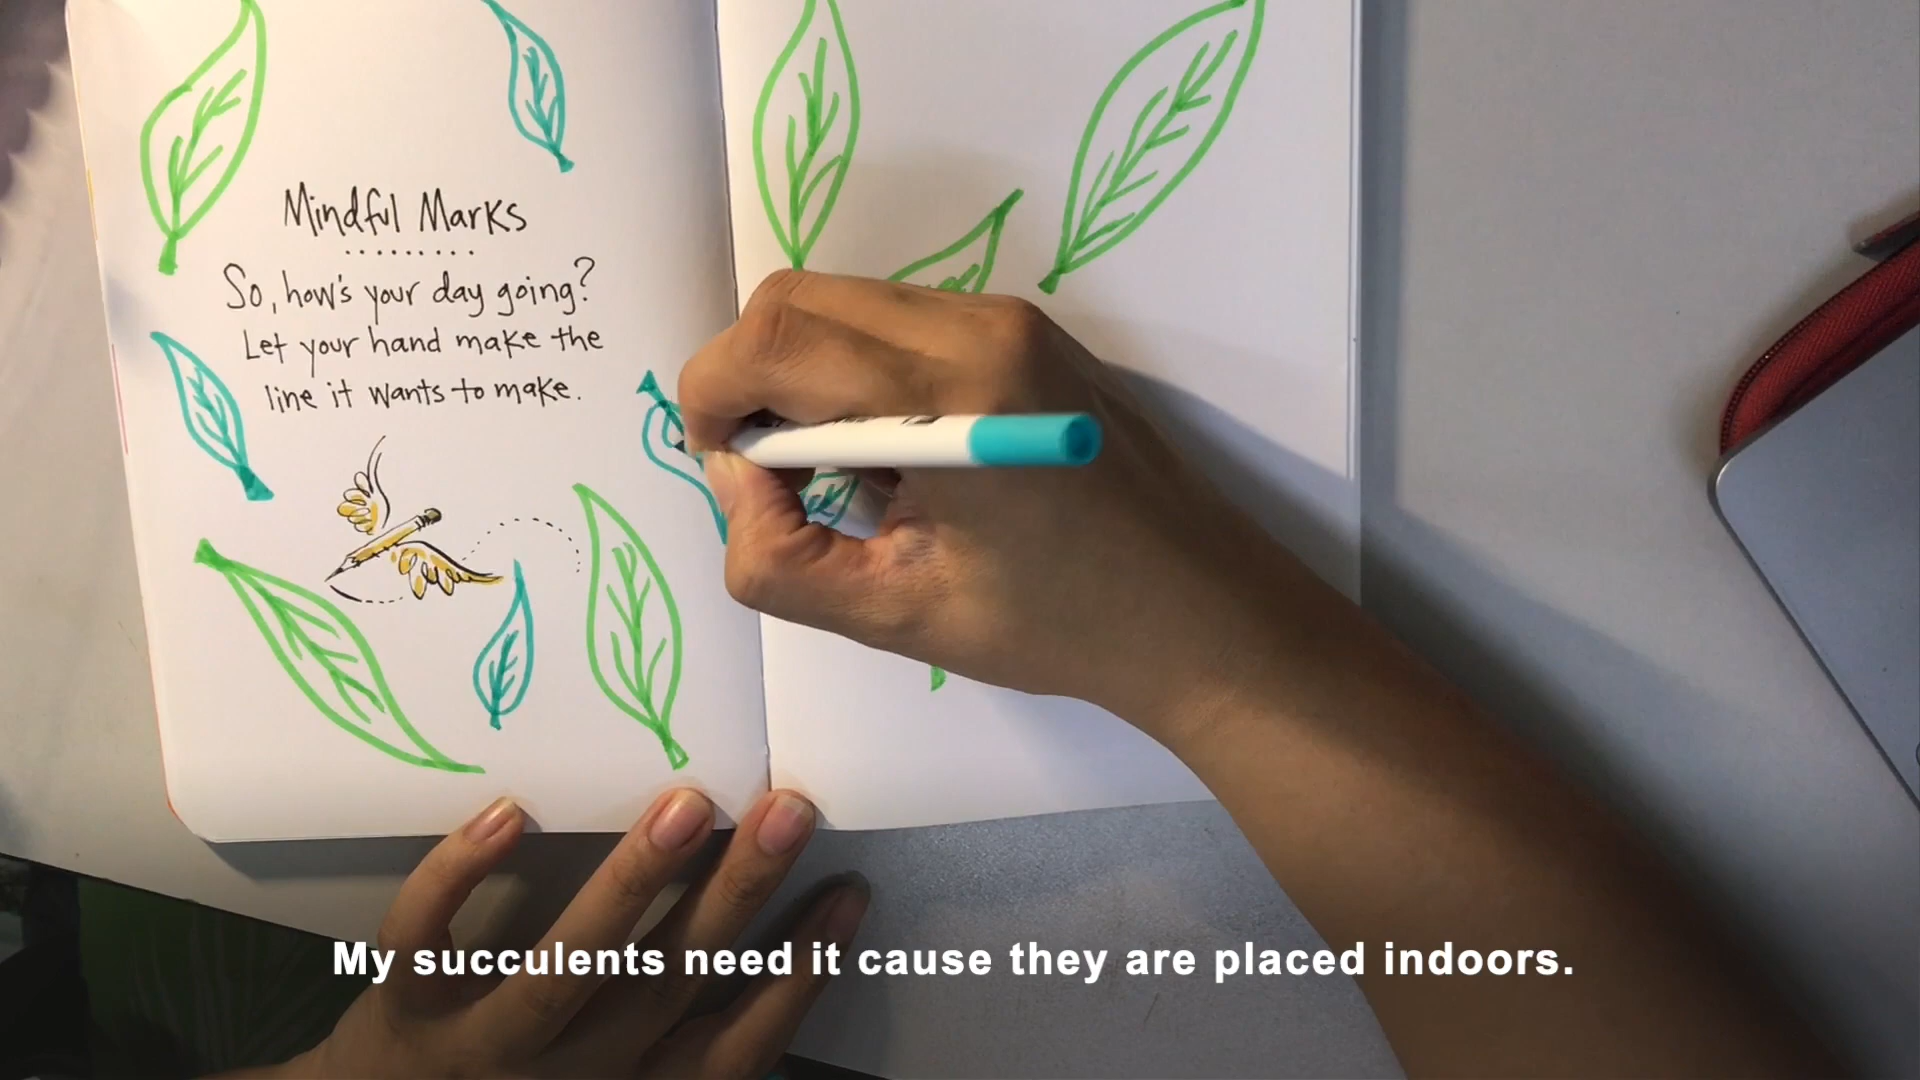 Mindful Marks
So, how's your day going?
Let your hand make the
line it wants to make.
My succulents need it cause they are placed indoors.